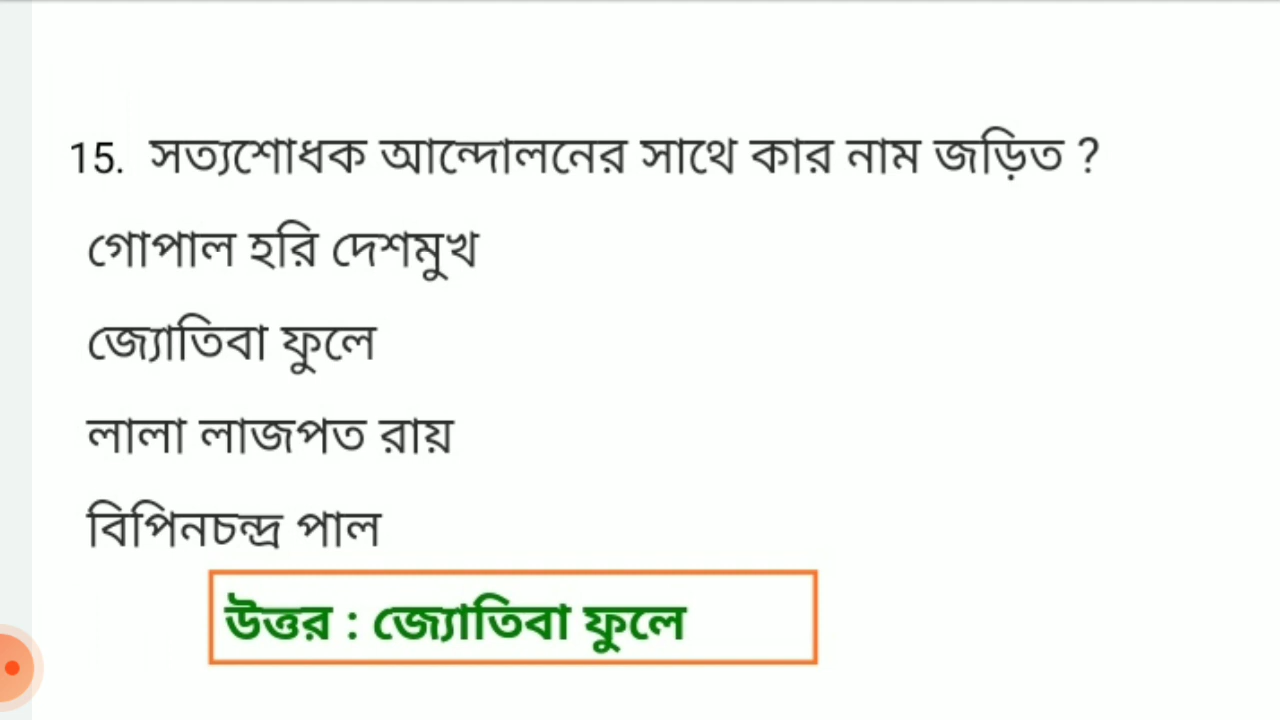 15. সত্যশোধক আন্দোলনের সাথে কার নাম জড়িত ?
গোপাল হরি দেশমুখ
জ্যোতিবা ফুলে
লালা লাজপত রায়
বিপিনচন্দ্র পাল
উত্তর : জ্যোতিবা ফুলে